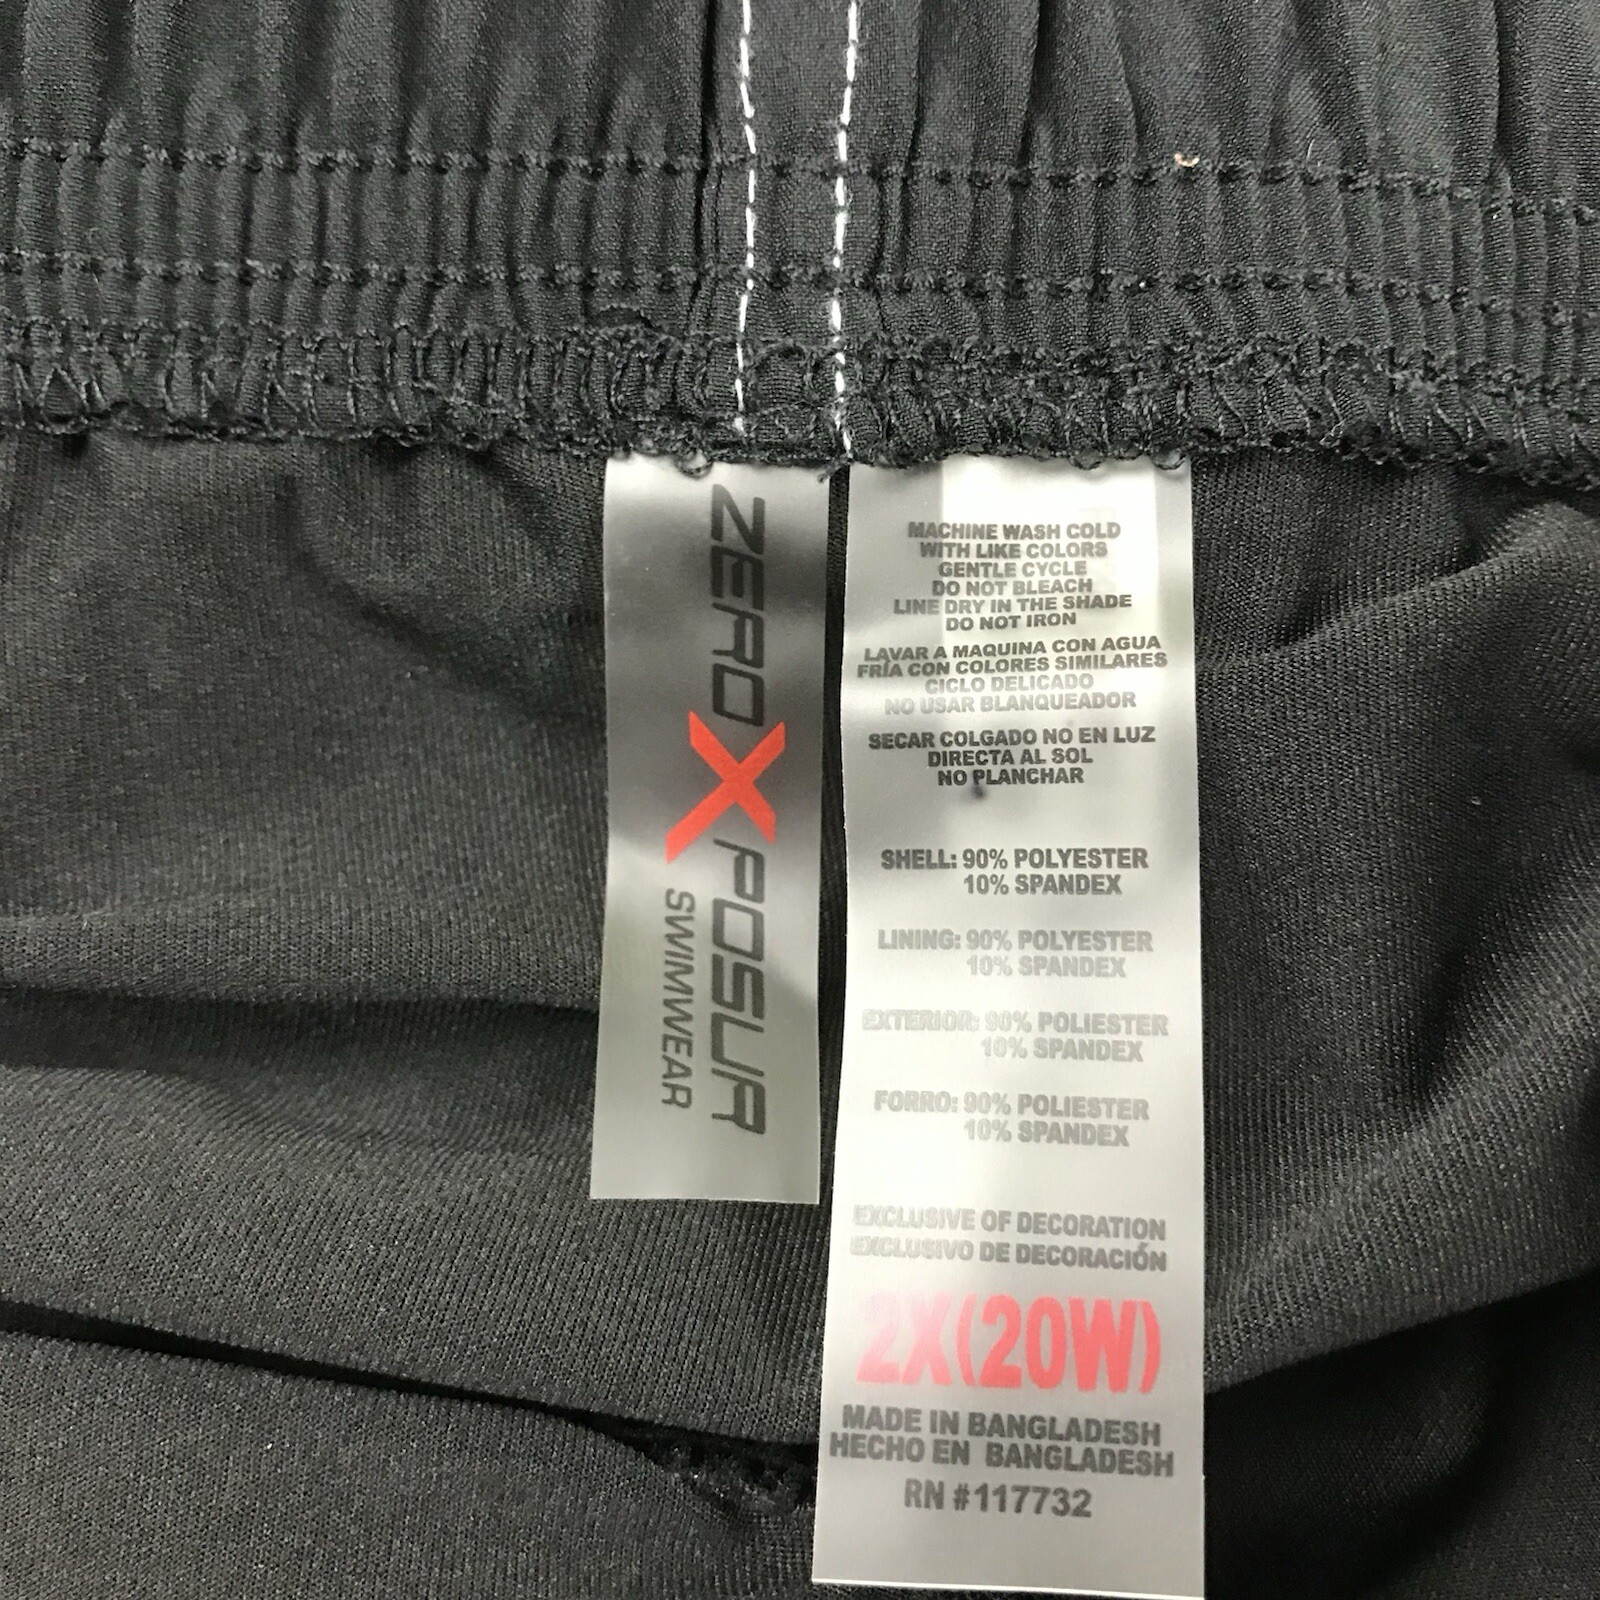 ZEROXPOSUR
SWIMWEAR
MACHINE WASH COLD
WITH LIKE COLORS
GENTLE CYCLE
DO NOT BLEACH
LINE DRY IN THE SHADE
DO NOT IRON
LAVAR A MAQUINA CON AGUA
FRÍA CON COLORES SIMILARES
CICLO DELICADO
NO USAR BLANQUEADOR
SECAR COLGADO NO EN LUZ
DIRECTA AL SOL
NO PLANCHAR
SHELL: 90% POLYESTER
10% SPANDEX
LINING: 90% POLYESTER
10% SPANDEX
EXTERIOR: 90% POLIESTER
10% SPANDEX
FORRO: 90% POLIESTER
10% SPANDEX
EXCLUSIVE OF DECORATION
EXCLUSIVO DE DECORACIÓN
2X(20W)
MADE IN BANGLADESH
HECHO EN BANGLADESH
RN #117732